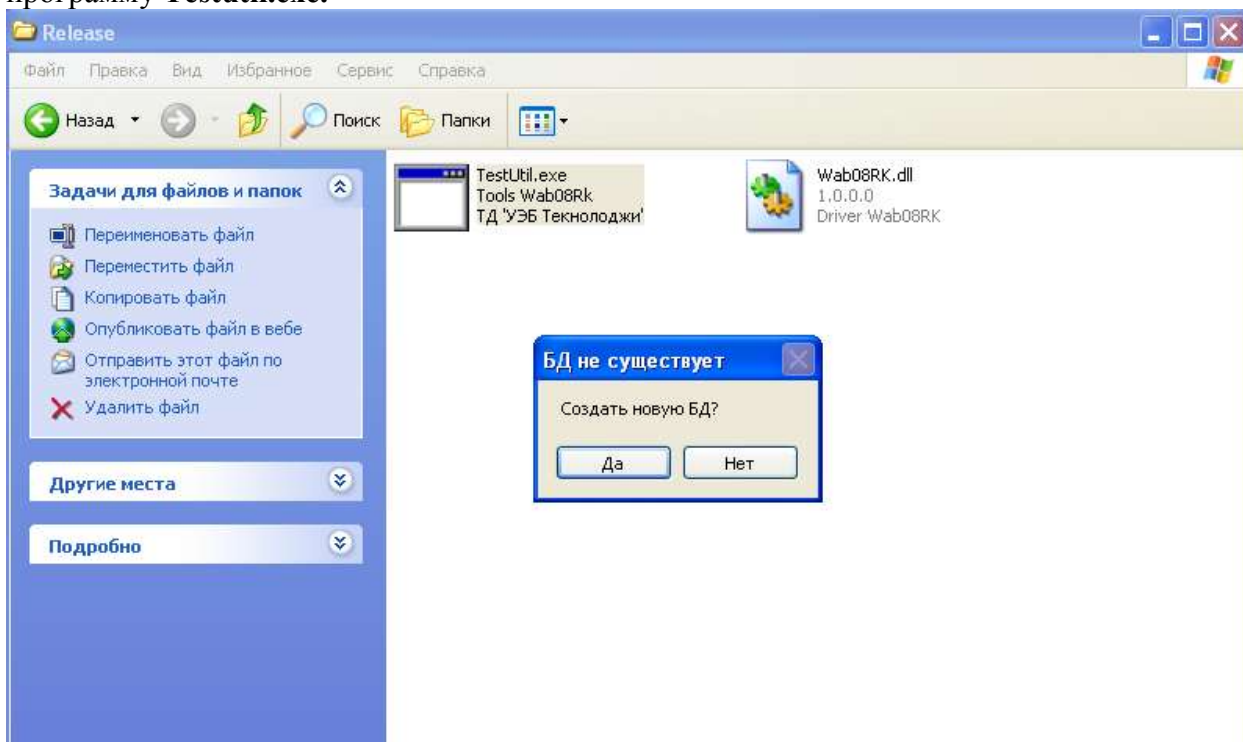 программу Testutil.exe.
Release
Файл Правка Вид Избранное Сервис Справка
Назад Поиск Папки
Задачи для файлов и папок
Переименовать файл
Переместить файл
Копировать файл
Опубликовать файл в вебе
Отправить этот файл по
электронной почте
Удалить файл
Другие места
Подробно
TestUtil.exe
Tools Wab08Rk
ТД 'УЭБ Текнолоджи'
Wab08RK.dll
1.0.0.0
Driver Wab08RK
БД не существует
Создать новую БД?
Да Нет